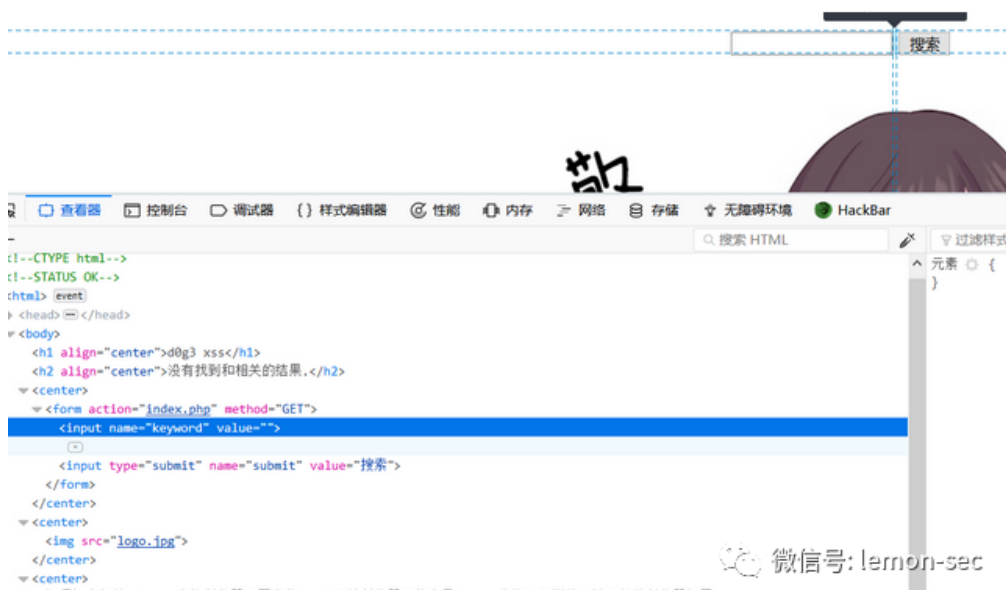 搜索
敬
查看器 控制台 调试器 {} 样式编辑器 性能 内存 网络 存储 无障碍环境 HackBar
搜索 HTML
过滤样式
<!--CTYPE html-->
元素 {
<!--STATUS OK-->
}
<html> event
<head> </head>
<body>
<h1 align="center">d0g3 xss</h1>
<h2 align="center">没有找到和相关的结果.</h2>
<center>
<form action="index.php" method="GET">
<input name="keyword" value="">
<input type="submit" name="submit" value="搜索">
</form>
</center>
<center>
<img src="logo.jpg">
</center>
<center>
微信号: lemon-sec